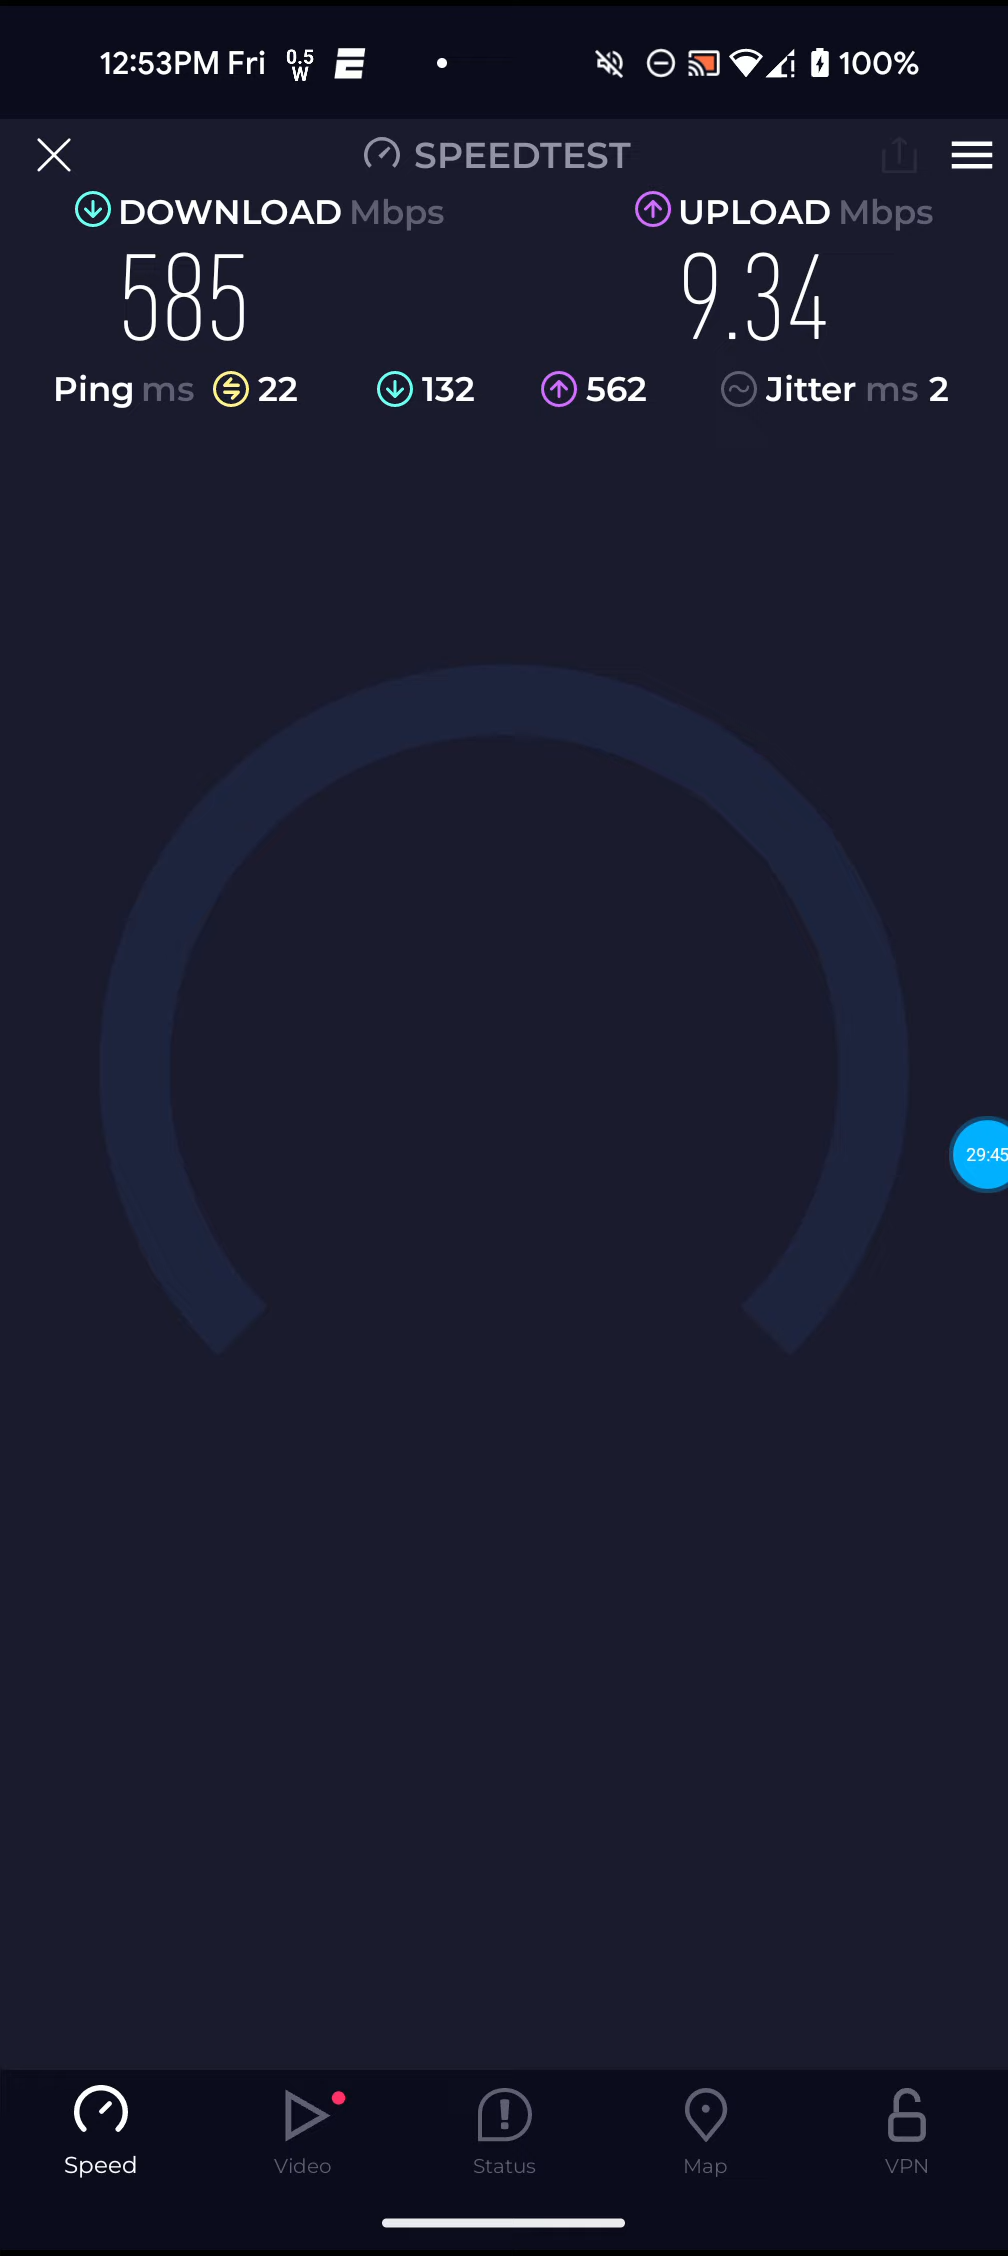 12:53PM Fri 0.5 W 100%
SPEEDTEST
DOWNLOAD Mbps UPLOAD Mbps
585 9.34
Ping ms 22 132 562 Jitter ms 2
29:45
Speed Video Status Map VPN